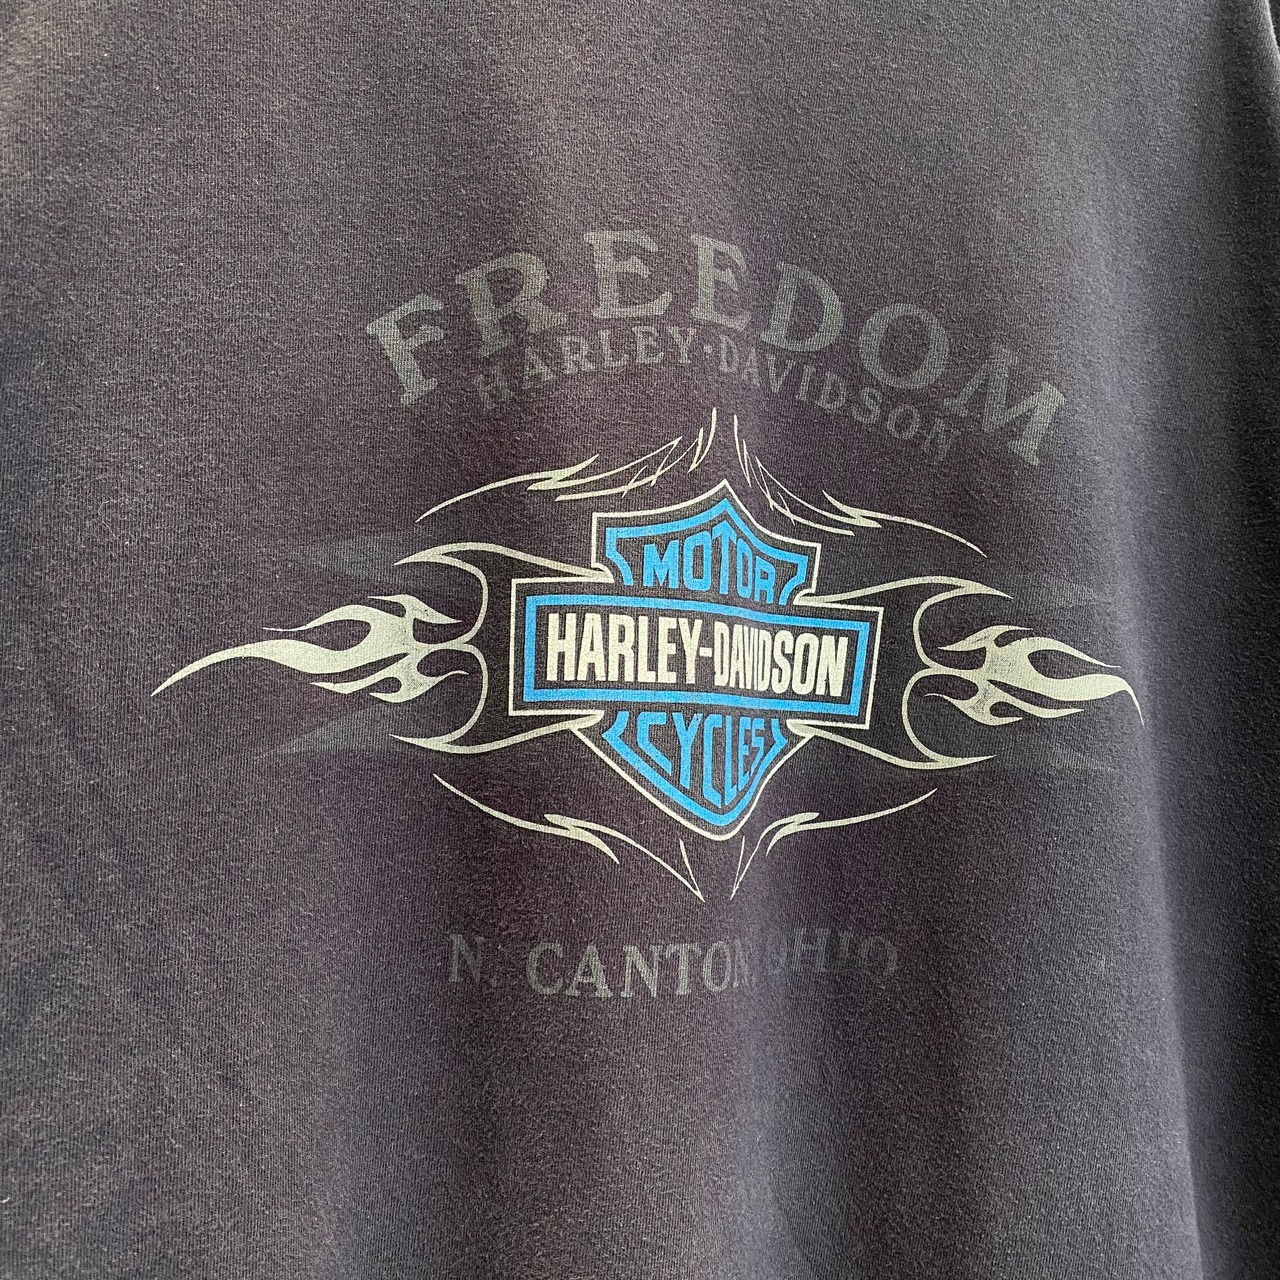 FREEDOM
HARLEY·DAVIDSON
MOTOR
HARLEY-DAVIDSON
CYCLES
N. CANTON, OHIO